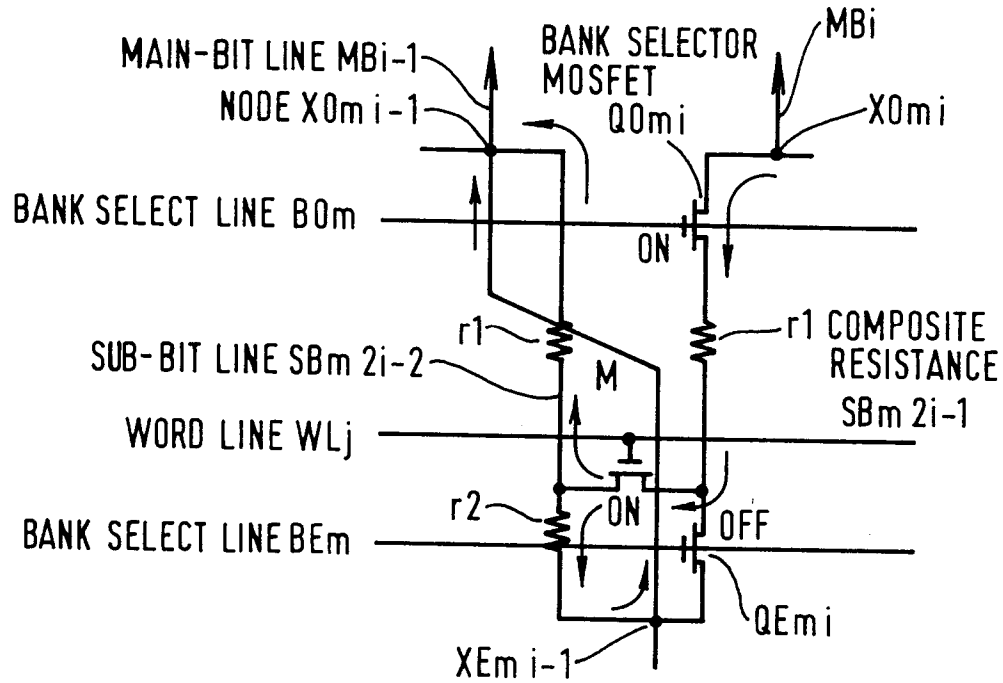 MAIN-BIT LINE MBi-1
BANK SELECTOR
MOSFET
MBi
NODE X0m i-1
Q0mi
X0mi
BANK SELECT LINE B0m
ON
r1
r1 COMPOSITE
RESISTANCE
SUB-BIT LINE SBm 2i-2
M
SBm 2i-1
WORD LINE WLj
r2
ON
OFF
BANK SELECT LINE BEm
QEmi
XEm i-1